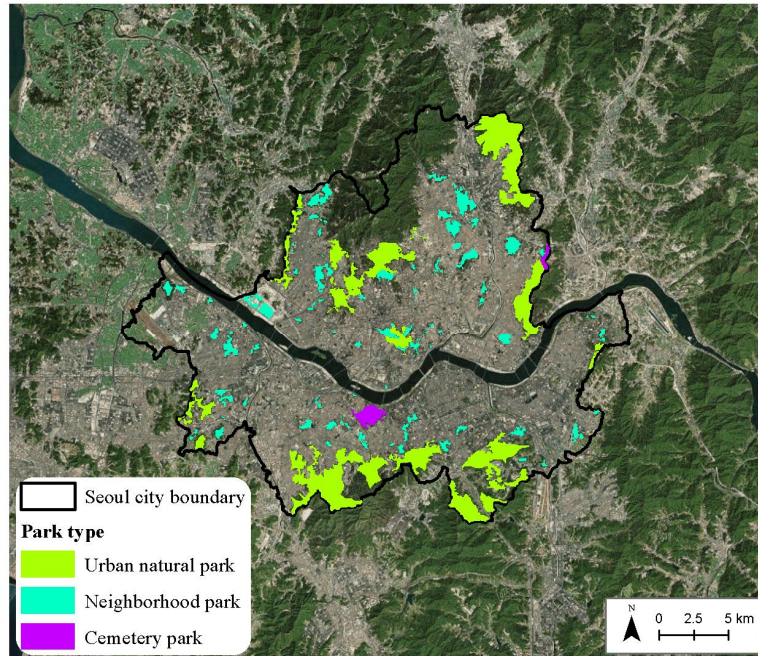 Seoul city boundary
Park type
Urban natural park
Neighborhood park
Cemetery park
N
0 2.5 5 km